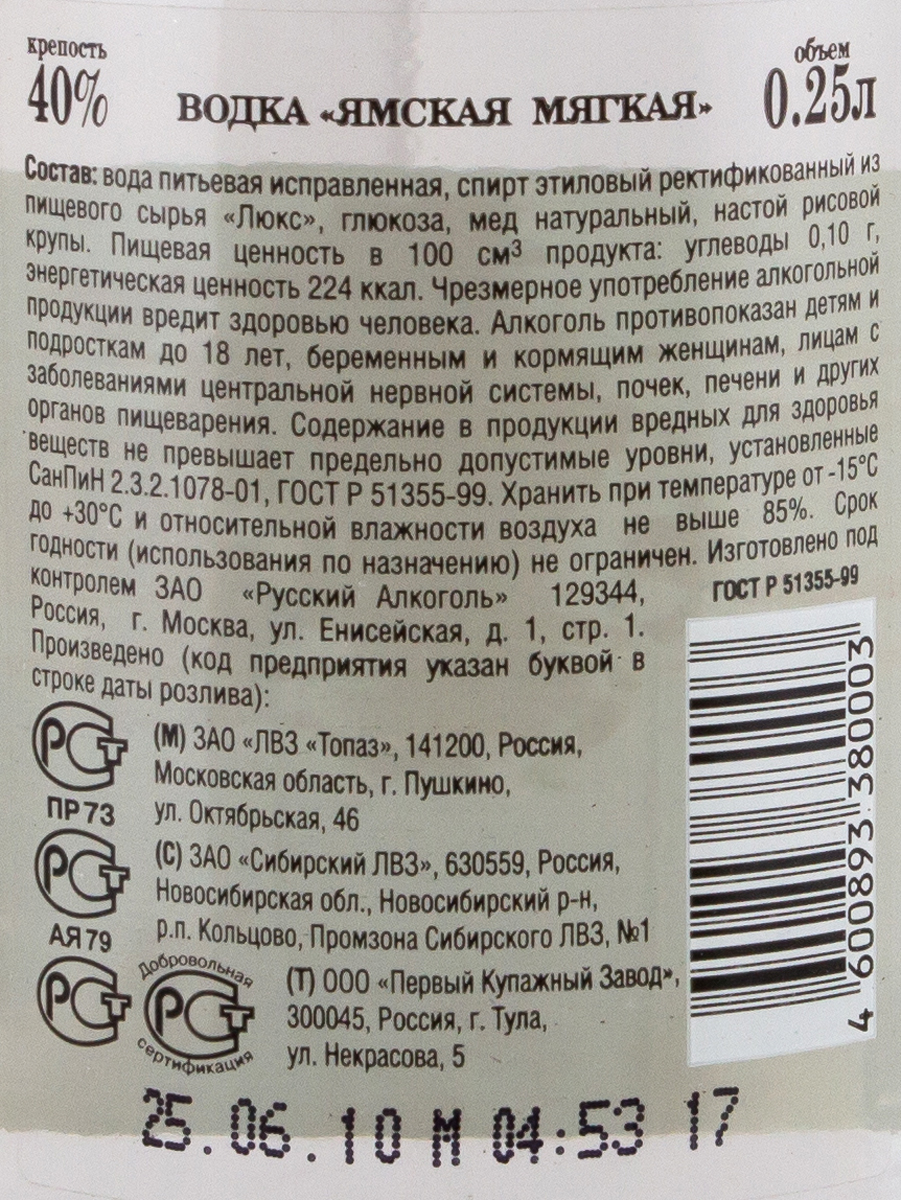 крепость
40%
ВОДКА «ЯМСКАЯ МЯГКАЯ»
объем
0.25л
Состав: вода питьевая исправленная, спирт этиловый ректификованный из
пищевого сырья «Люкс», глюкоза, мед натуральный, настой рисовой
крупы. Пищевая ценность в 100 см³ продукта: углеводы 0,10 г,
энергетическая ценность 224 ккал. Чрезмерное употребление алкогольной
продукции вредит здоровью человека. Алкоголь противопоказан детям и
подросткам до 18 лет, беременным и кормящим женщинам, лицам с
заболеваниями центральной нервной системы, почек, печени и других
органов пищеварения. Содержание в продукции вредных для здоровья
веществ не превышает предельно допустимые уровни, установленные
СанПиН 2.3.2.1078-01, ГОСТ Р 51355-99. Хранить при температуре от -15°С
до +30°С и относительной влажности воздуха не выше 85%. Срок
годности (использования по назначению) не ограничен. Изготовлено под
контролем ЗАО «Русский Алкоголь» 129344,
Россия, г. Москва, ул. Енисейская, д. 1, стр. 1.
Произведено (код предприятия указан буквой в
строке даты розлива):
ГОСТ Р 51355-99
РСТ
ПР73
(М) ЗАО «ЛВЗ «Топаз», 141200, Россия,
Московская область, г. Пушкино,
ул. Октябрьская, 46
РСТ
АЯ79
(С) ЗАО «Сибирский ЛВЗ», 630559, Россия,
Новосибирская обл., Новосибирский р-н,
р.п. Кольцово, Промзона Сибирского ЛВЗ, №1
РСТ
Добровольная
РСТ
сертификация
(Т) ООО «Первый Купажный Завод»,
300045, Россия, г. Тула,
ул. Некрасова, 5
4 600893 380003
25.06.10 М 04:53 17